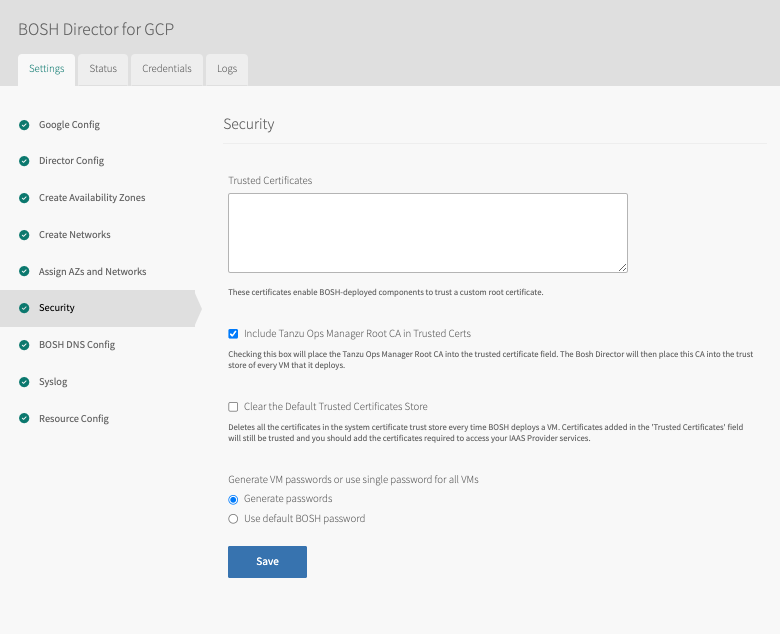 BOSH Director for GCP
Settings
Status
Credentials
Logs
Google Config
Director Config
Create Availability Zones
Create Networks
Assign AZs and Networks
Security
BOSH DNS Config
Syslog
Resource Config
Security
Trusted Certificates
These certificates enable BOSH-deployed components to trust a custom root certificate.
Include Tanzu Ops Manager Root CA in Trusted Certs
Checking this box will place the Tanzu Ops Manager Root CA into the trusted certificate field. The Bosh Director will then place this CA into the trust
store of every VM that it deploys.
Clear the Default Trusted Certificates Store
Deletes all the certificates in the system certificate trust store every time BOSH deploys a VM. Certificates added in the 'Trusted Certificates' field
will still be trusted and you should add the certificates required to access your IAAS Provider services.
Generate VM passwords or use single password for all VMs
Generate passwords
Use default BOSH password
Save